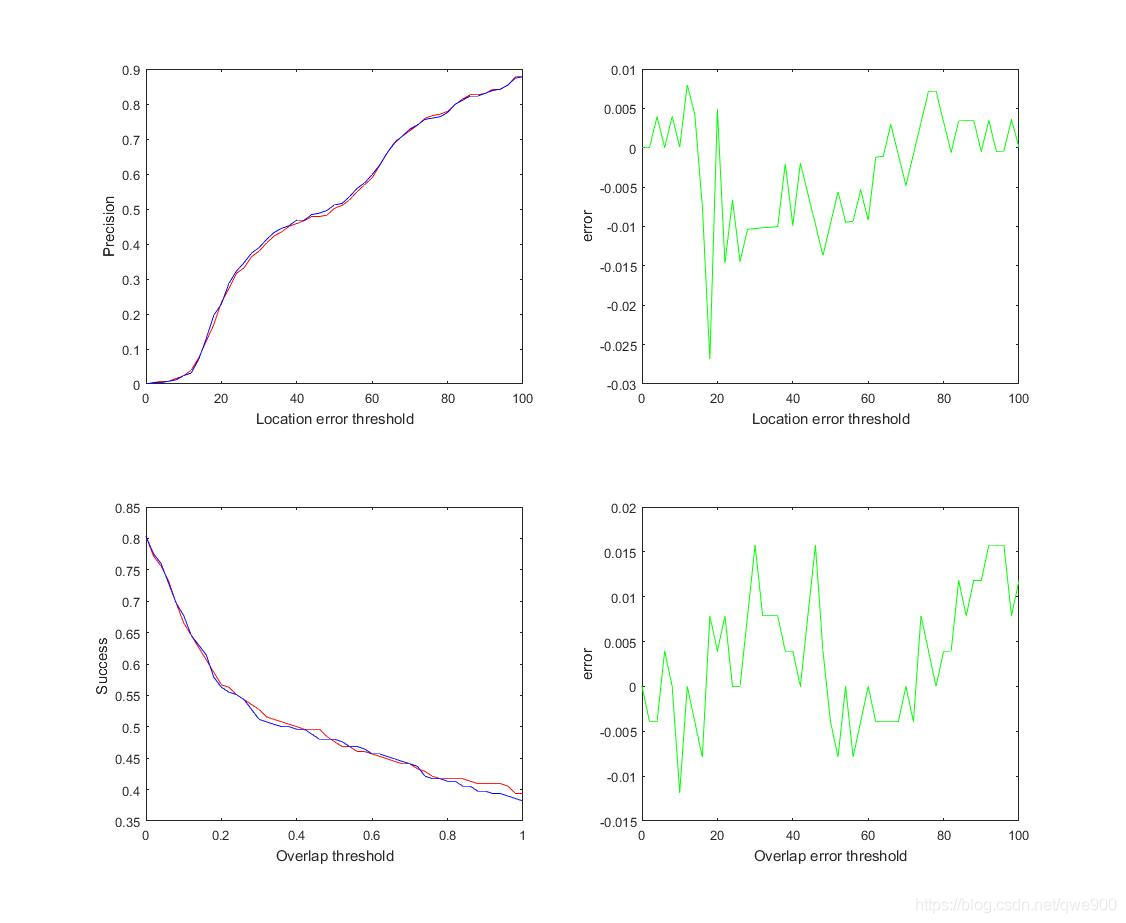 0.9
0.8
0.7
0.6
0.5
0.4
0.3
0.2
0.1
0
Precision
0 20 40 60 80 100
Location error threshold
0.01
0.005
0
-0.005
-0.01
-0.015
-0.02
-0.025
-0.03
error
0 20 40 60 80 100
Location error threshold
0.85
0.8
0.75
0.7
0.65
0.6
0.55
0.5
0.45
0.4
0.35
Success
0 0.2 0.4 0.6 0.8 1
Overlap threshold
0.02
0.015
0.01
0.005
0
-0.005
-0.01
-0.015
error
0 20 40 60 80 100
Overlap error threshold
https://blog.csdn.net/qwe900